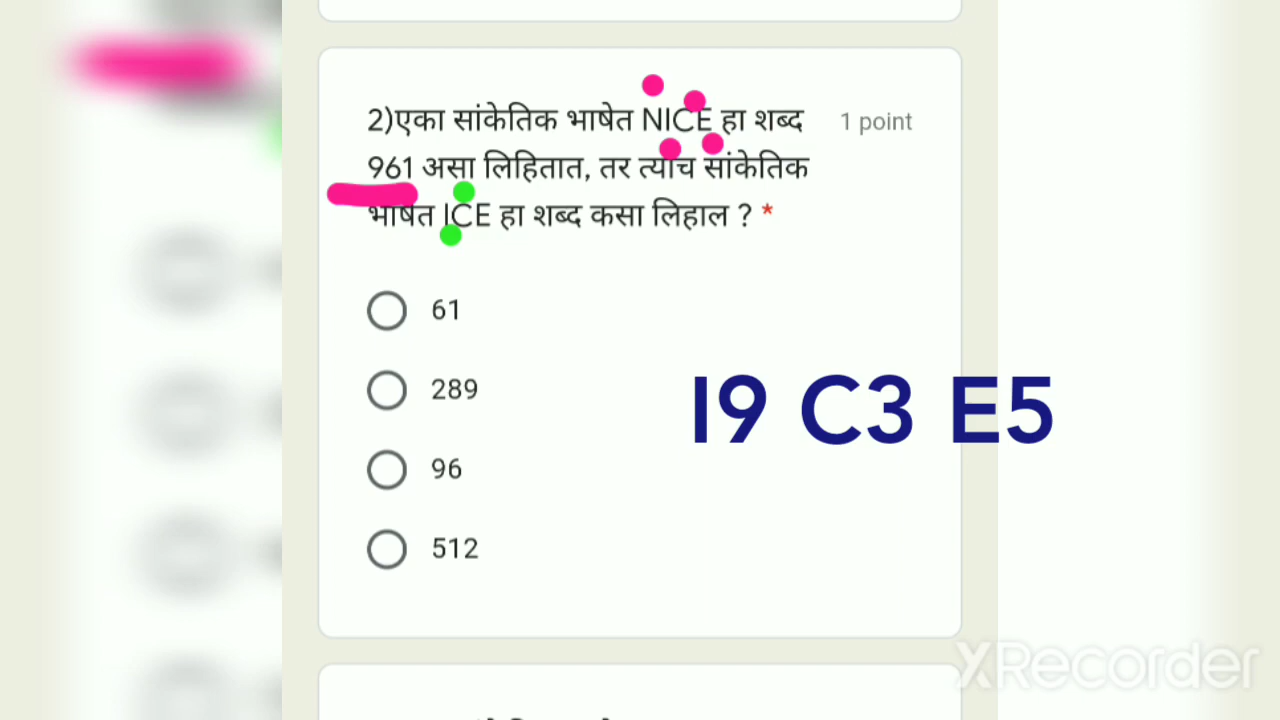 2)एका सांकेतिक भाषेत NICE हा शब्द
1 point
961 असा लिहितात, तर त्याच सांकेतिक
भाषेत ICE हा शब्द कसा लिहाल ? *
61
289
I9 C3 E5
96
512
XRecorder